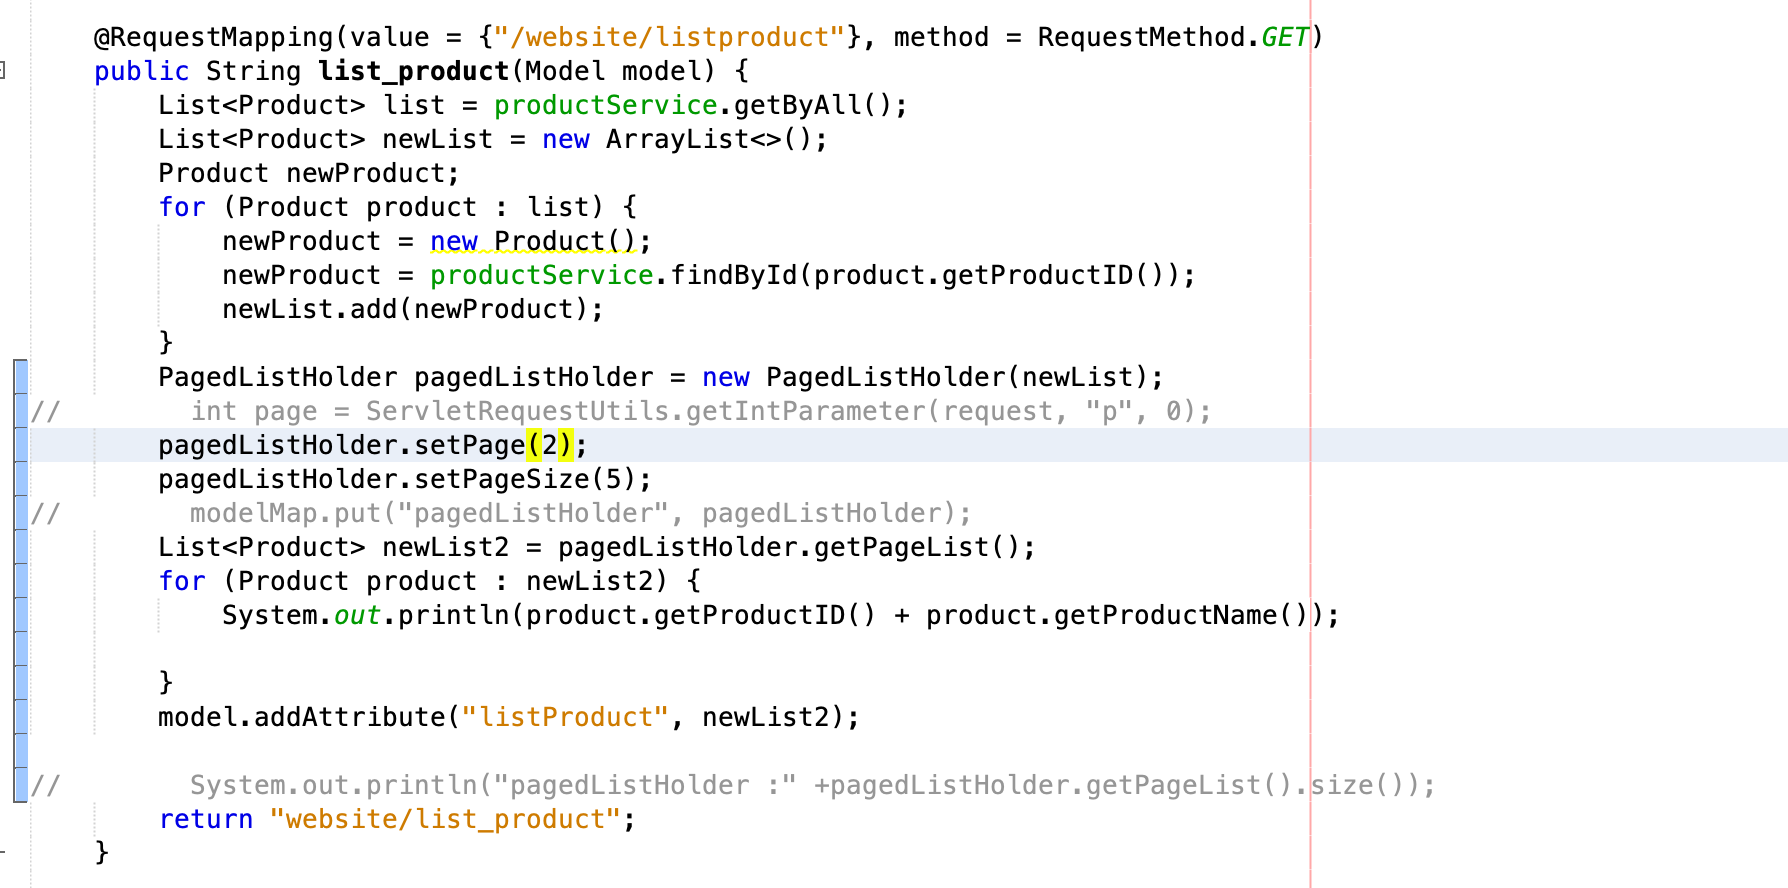 @RequestMapping(value = {"/website/listproduct"}, method = RequestMethod.GET)
public String list_product(Model model) {
List<Product> list = productService.getByAll();
List<Product> newList = new ArrayList<>();
Product newProduct;
for (Product product : list) {
newProduct = new Product();
newProduct = productService.findById(product.getProductID());
newList.add(newProduct);
}
PagedListHolder pagedListHolder = new PagedListHolder(newList);
//        int page = ServletRequestUtils.getIntParameter(request, "p", 0);
pagedListHolder.setPage(2);
pagedListHolder.setPageSize(5);
//        modelMap.put("pagedListHolder", pagedListHolder);
List<Product> newList2 = pagedListHolder.getPageList();
for (Product product : newList2) {
System.out.println(product.getProductID() + product.getProductName());
}
model.addAttribute("listProduct", newList2);
//        System.out.println("pagedListHolder :" +pagedListHolder.getPageList().size());
return "website/list_product";
}